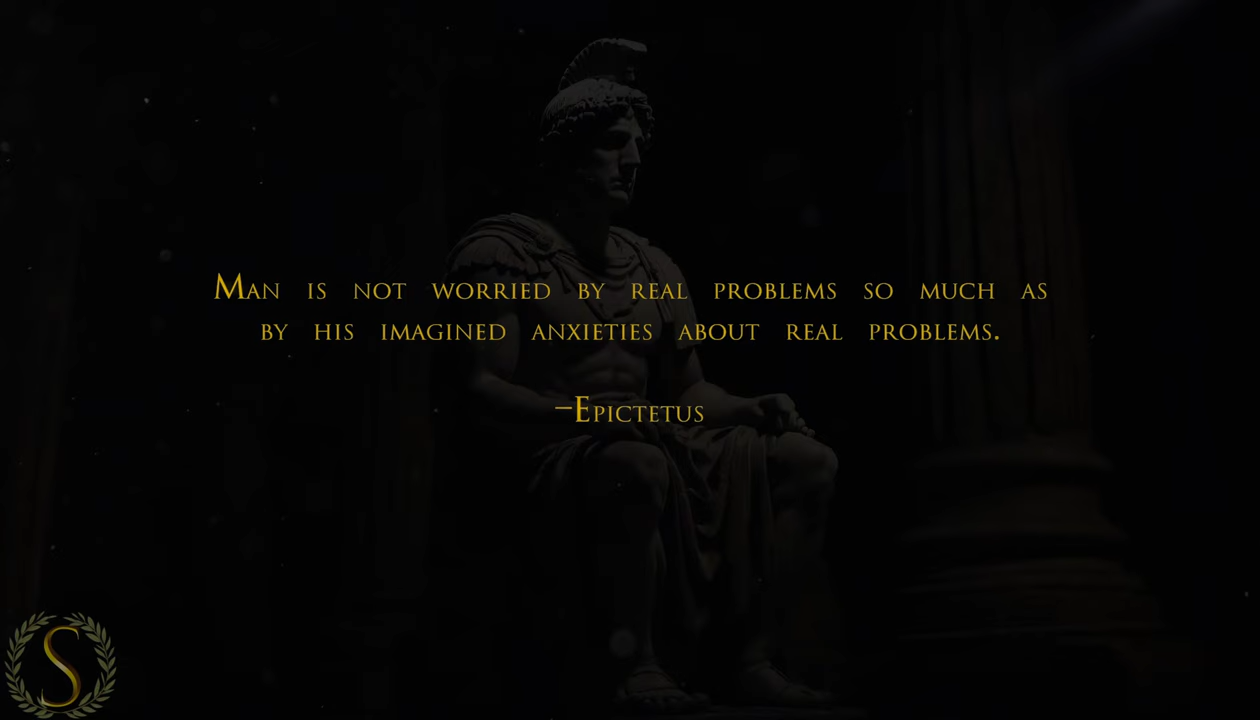 Man is not worried by real problems so much as
by his imagined anxieties about real problems.
–Epictetus
S